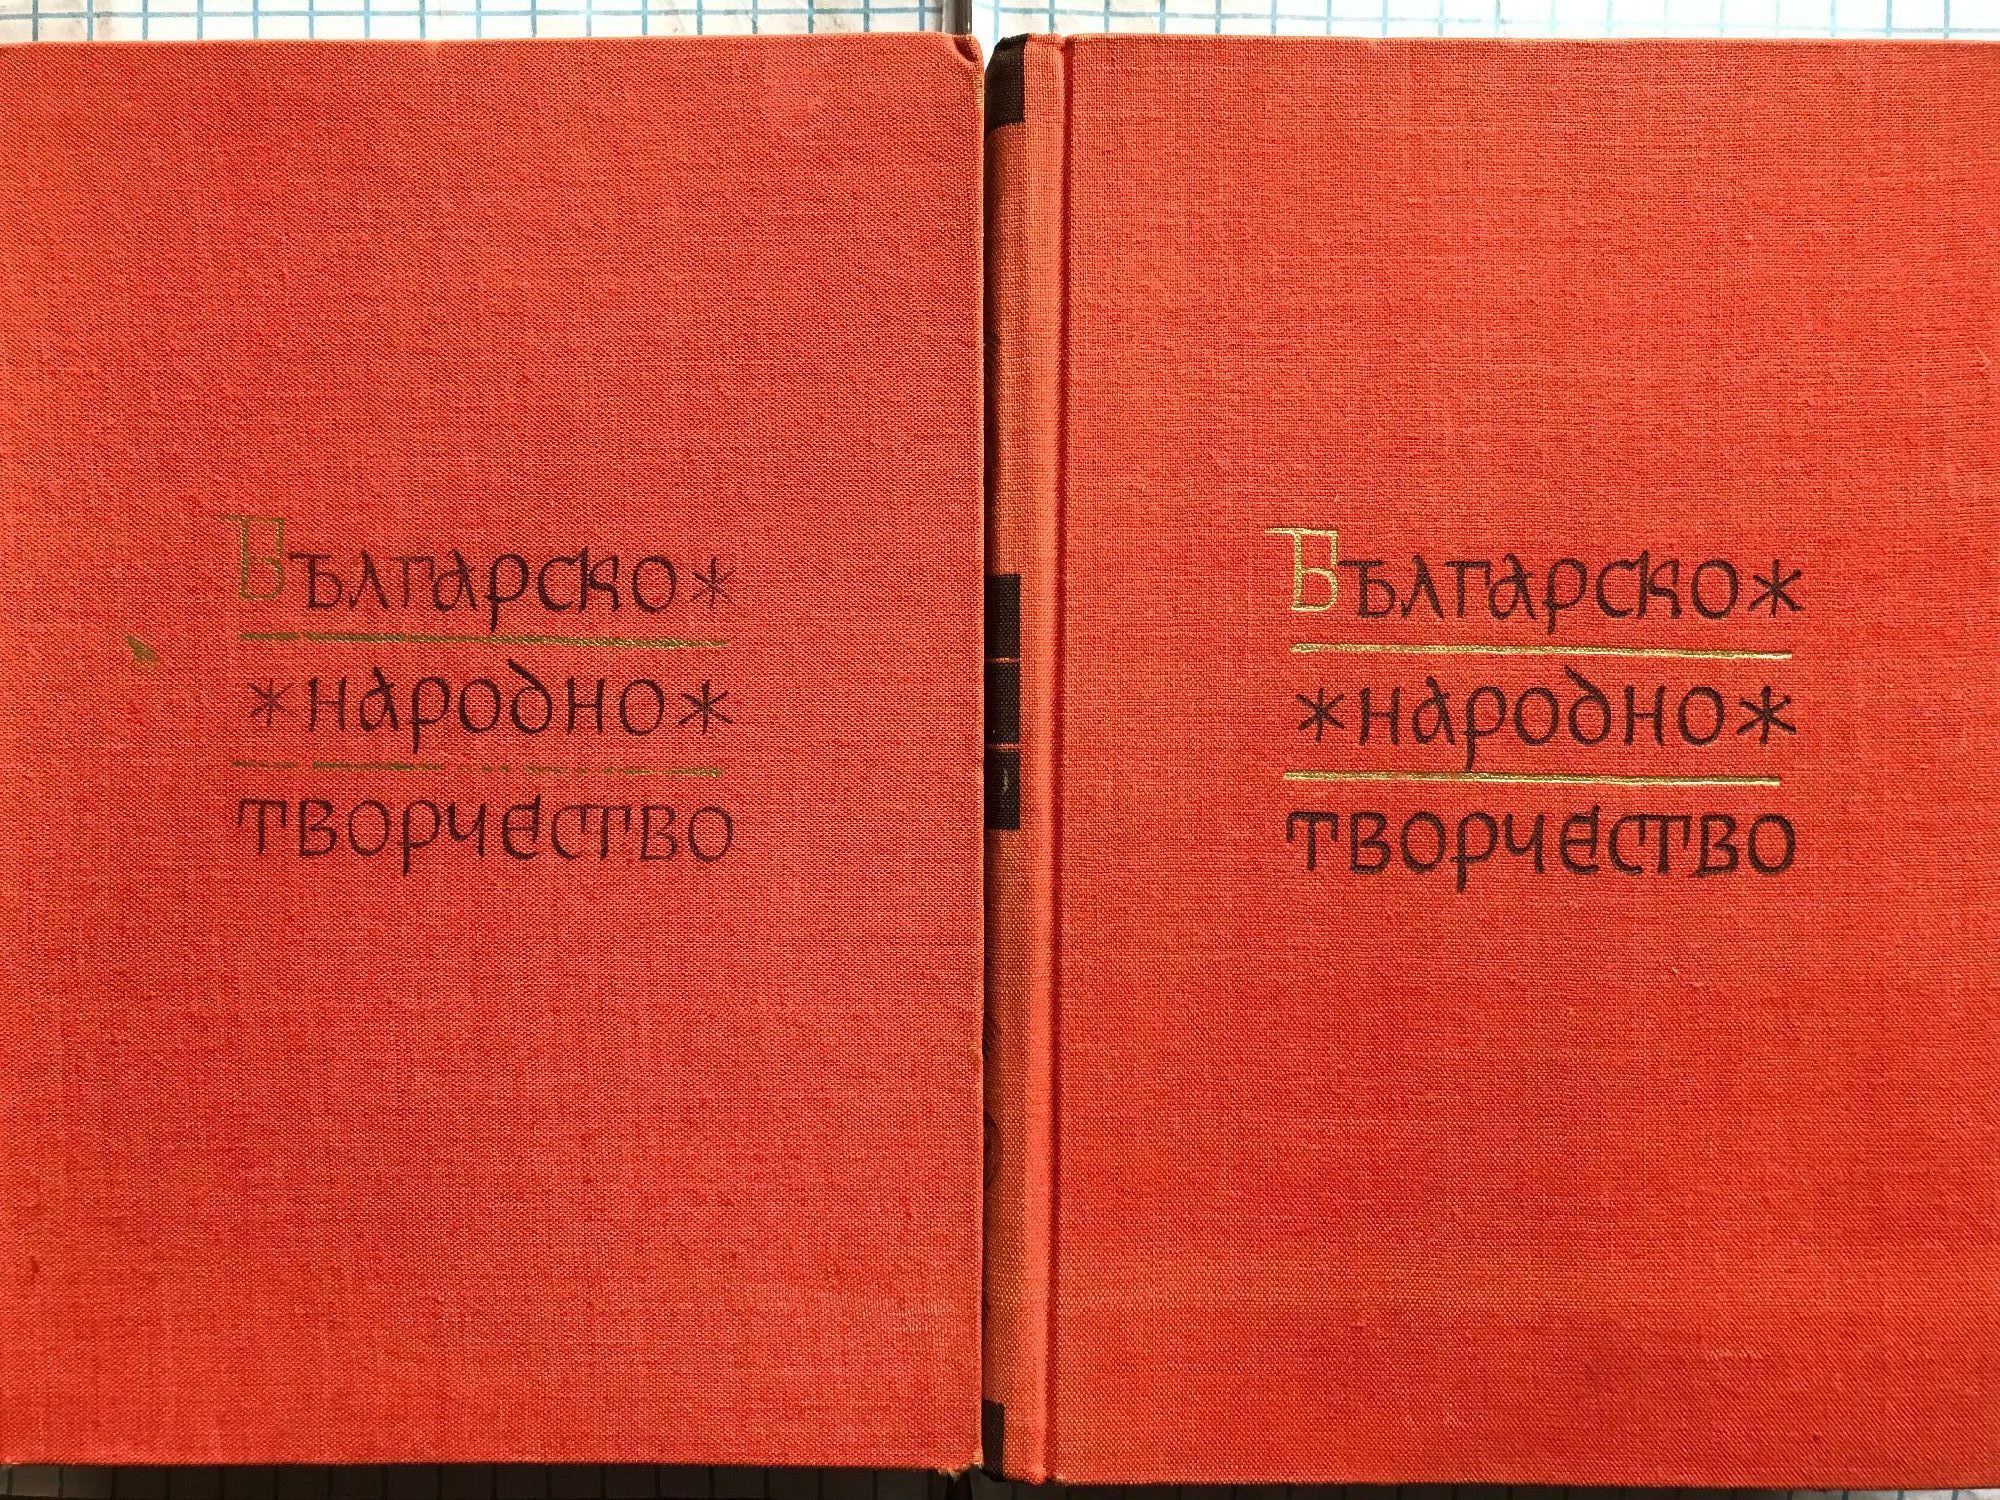 Българско*
*народно*
творчество
Българско*
*народно*
творчество